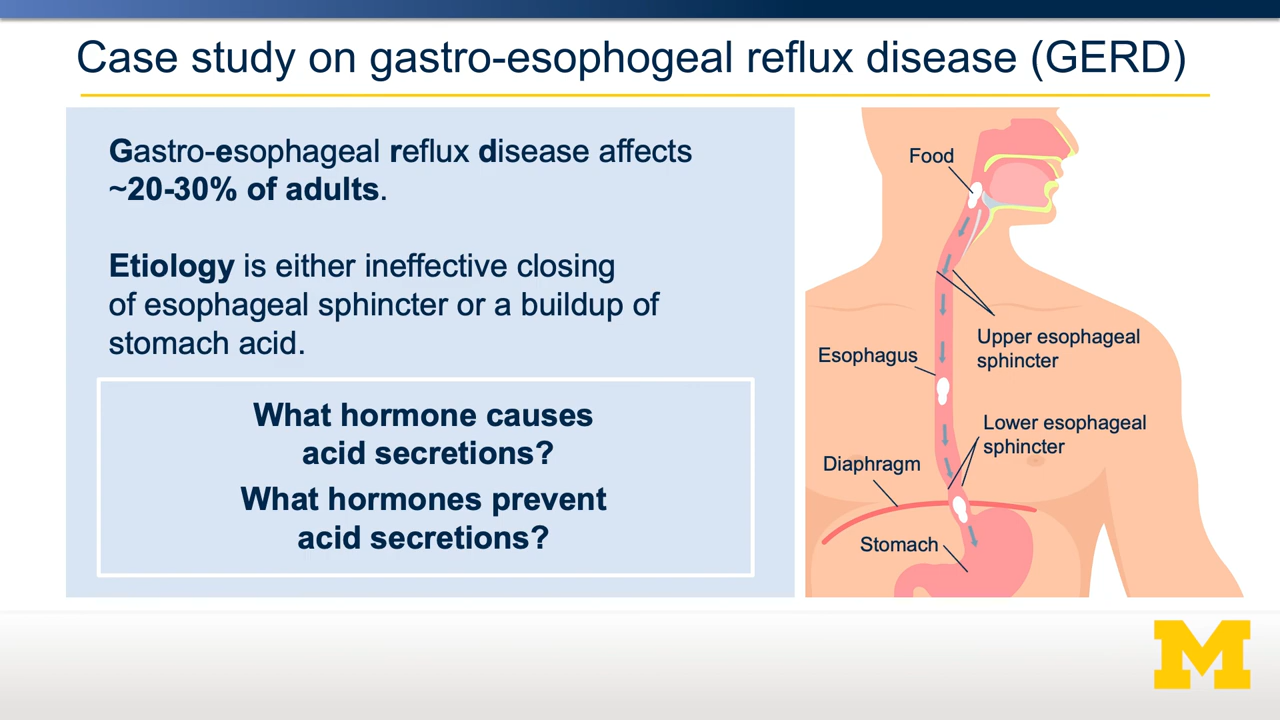 Case study on gastro-esophogeal reflux disease (GERD)
Gastro-esophageal reflux disease affects
~20-30% of adults.
Etiology is either ineffective closing
of esophageal sphincter or a buildup of
stomach acid.
What hormone causes
acid secretions?
What hormones prevent
acid secretions?
Food
Upper esophageal
sphincter
Esophagus
Lower esophageal
sphincter
Diaphragm
Stomach
M